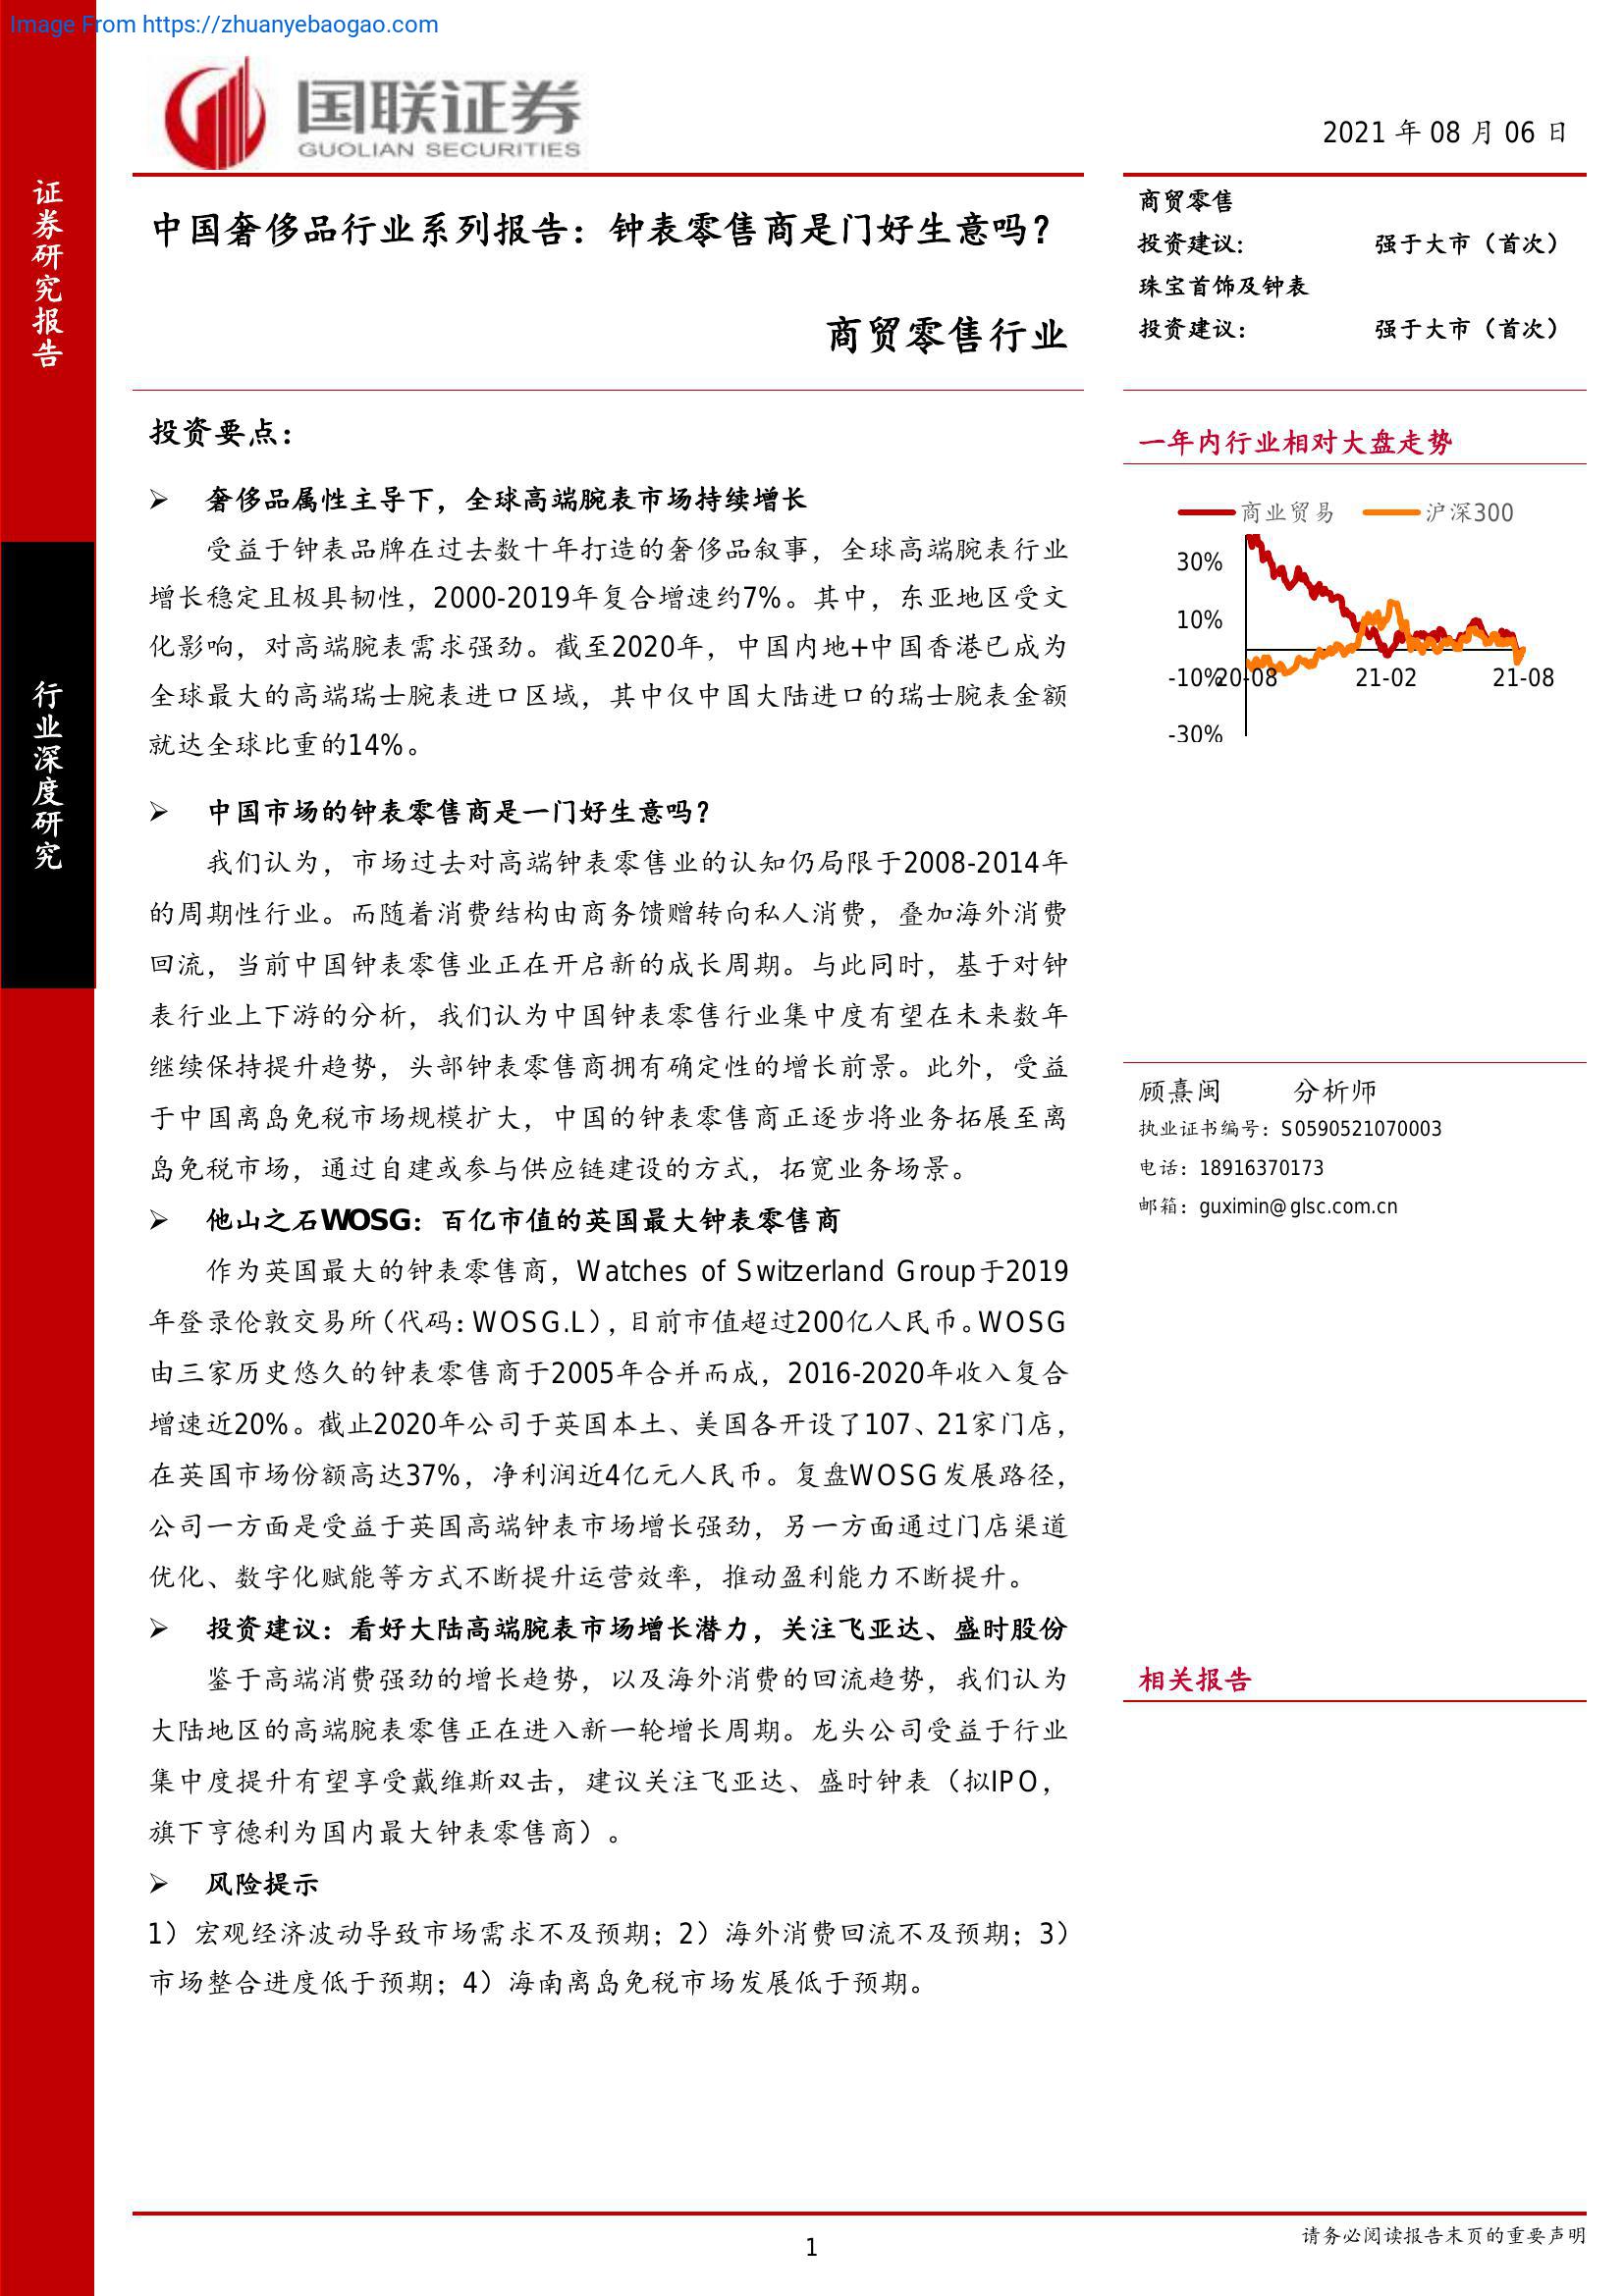 Image From https://zhuanyebaogao.com
国联证券
GUOLIAN SECURITIES
2021 年 08 月 06 日
证券研究报告
行业深度研究
中国奢侈品行业系列报告：钟表零售商是门好生意吗？
商贸零售行业
投资要点：
➢ 奢侈品属性主导下，全球高端腕表市场持续增长
受益于钟表品牌在过去数十年打造的奢侈品叙事，全球高端腕表行业
增长稳定且极具韧性，2000-2019年复合增速约7%。其中，东亚地区受文
化影响，对高端腕表需求强劲。截至2020年，中国内地+中国香港已成为
全球最大的高端瑞士腕表进口区域，其中仅中国大陆进口的瑞士腕表金额
就达全球比重的14%。
➢ 中国市场的钟表零售商是一门好生意吗？
我们认为，市场过去对高端钟表零售业的认知仍局限于2008-2014年
的周期性行业。而随着消费结构由商务馈赠转向私人消费，叠加海外消费
回流，当前中国钟表零售业正在开启新的成长周期。与此同时，基于对钟
表行业上下游的分析，我们认为中国钟表零售行业集中度有望在未来数年
继续保持提升趋势，头部钟表零售商拥有确定性的增长前景。此外，受益
于中国离岛免税市场规模扩大，中国的钟表零售商正逐步将业务拓展至离
岛免税市场，通过自建或参与供应链建设的方式，拓宽业务场景。
➢ 他山之石WOSG：百亿市值的英国最大钟表零售商
作为英国最大的钟表零售商，Watches of Switzerland Group于2019
年登录伦敦交易所（代码：WOSG.L），目前市值超过200亿人民币。WOSG
由三家历史悠久的钟表零售商于2005年合并而成，2016-2020年收入复合
增速近20%。截止2020年公司于英国本土、美国各开设了107、21家门店，
在英国市场份额高达37%，净利润近4亿元人民币。复盘WOSG发展路径，
公司一方面是受益于英国高端钟表市场增长强劲，另一方面通过门店渠道
优化、数字化赋能等方式不断提升运营效率，推动盈利能力不断提升。
➢ 投资建议：看好大陆高端腕表市场增长潜力，关注飞亚达、盛时股份
鉴于高端消费强劲的增长趋势，以及海外消费的回流趋势，我们认为
大陆地区的高端腕表零售正在进入新一轮增长周期。龙头公司受益于行业
集中度提升有望享受戴维斯双击，建议关注飞亚达、盛时钟表（拟IPO，
旗下亨德利为国内最大钟表零售商）。
➢ 风险提示
1）宏观经济波动导致市场需求不及预期；2）海外消费回流不及预期；3）
市场整合进度低于预期；4）海南离岛免税市场发展低于预期。
商贸零售
投资建议： 强于大市（首次）
珠宝首饰及钟表
投资建议： 强于大市（首次）
一年内行业相对大盘走势
商业贸易 沪深300
30%
10%
-10%
20-08 21-02 21-08
-30%
顾熹闽 分析师
执业证书编号：S0590521070003
电话：18916370173
邮箱：guximin@glsc.com.cn
相关报告
1
请务必阅读报告末页的重要声明